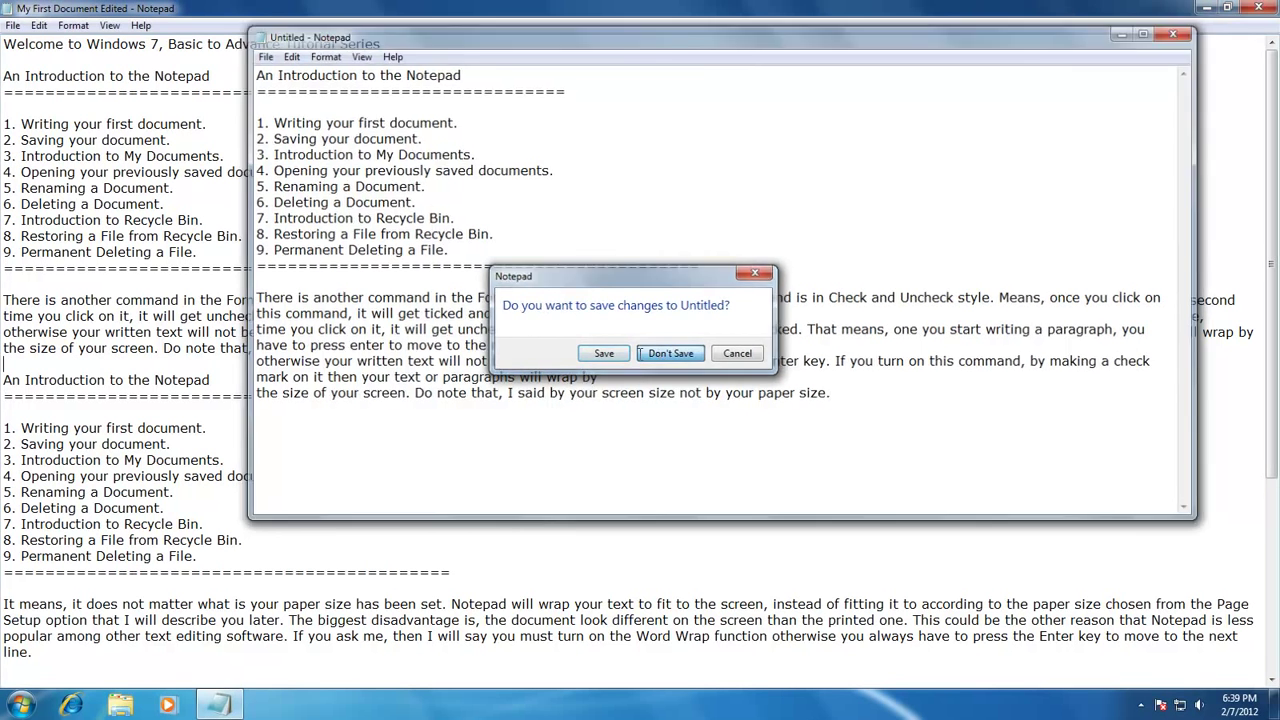 My First Document Edited - Notepad
File Edit Format View Help
Welcome to Windows 7, Basic to Advance Tutorial Series
An Introduction to the Notepad
1. Writing your first document.
2. Saving your document.
3. Introduction to My Documents.
4. Opening your previously saved doc
5. Renaming a Document.
6. Deleting a Document.
7. Introduction to Recycle Bin.
8. Restoring a File from Recycle Bin.
9. Permanent Deleting a File.
There is another command in the For
time you click on it, it will get unchec
otherwise your written text will not be
the size of your screen. Do note that,
second
wrap by
An Introduction to the Notepad
==========================
1. Writing your first document.
2. Saving your document.
3. Introduction to My Documents.
4. Opening your previously saved doc
5. Renaming a Document.
6. Deleting a Document.
7. Introduction to Recycle Bin.
8. Restoring a File from Recycle Bin.
9. Permanent Deleting a File.
===========================================
It means, it does not matter what is your paper size has been set. Notepad will wrap your text to fit to the screen, instead of fitting it to according to the paper size chosen from the Page
Setup option that I will describe you later. The biggest disadvantage is, the document look different on the screen than the printed one. This could be the other reason that Notepad is less
popular among other text editing software. If you ask me, then I will say you must turn on the Word Wrap function otherwise you always have to press the Enter key to move to the next
line.
Untitled - Notepad
File Edit Format View Help
An Introduction to the Notepad
==============================
1. Writing your first document.
2. Saving your document.
3. Introduction to My Documents.
4. Opening your previously saved documents.
5. Renaming a Document.
6. Deleting a Document.
7. Introduction to Recycle Bin.
8. Restoring a File from Recycle Bin.
9. Permanent Deleting a File.
===========================================
There is another command in the Fo nd is in Check and Uncheck style. Means, once you click on
this command, it will get ticked and
time you click on it, it will get unche ked. That means, one you start writing a paragraph, you
have to press enter to move to the
otherwise your written text will not nter key. If you turn on this command, by making a check
mark on it then your text or paragraphs will wrap by
the size of your screen. Do note that, I said by your screen size not by your paper size.
Notepad
Do you want to save changes to Untitled?
Save Don't Save Cancel
6:39 PM
2/7/2012